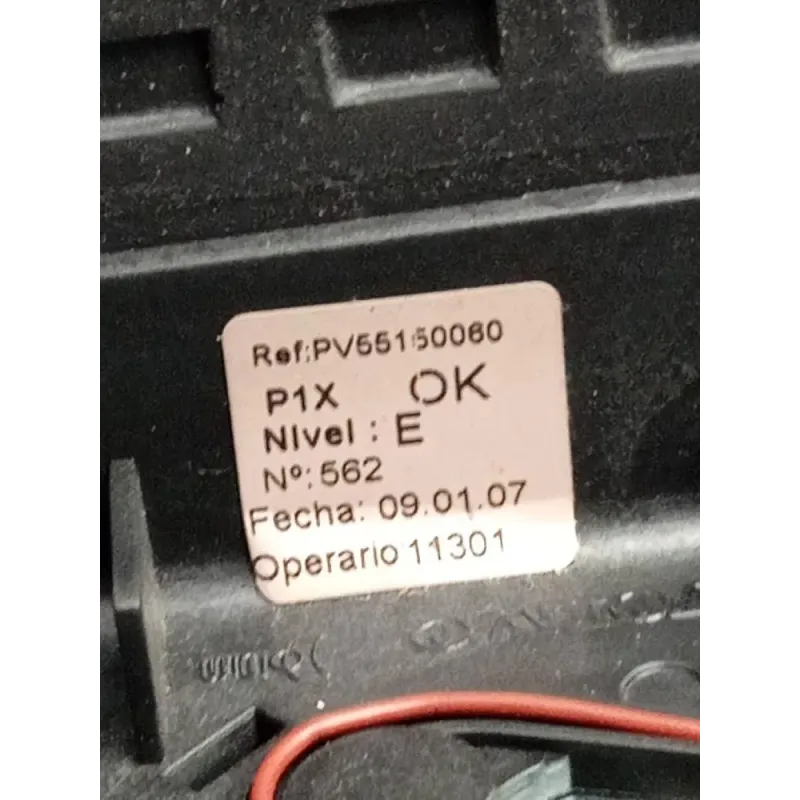 Ref:PV55150060
P1X OK
Nivel : E
Nº: 562
Fecha: 09.01.07
Operario 11301